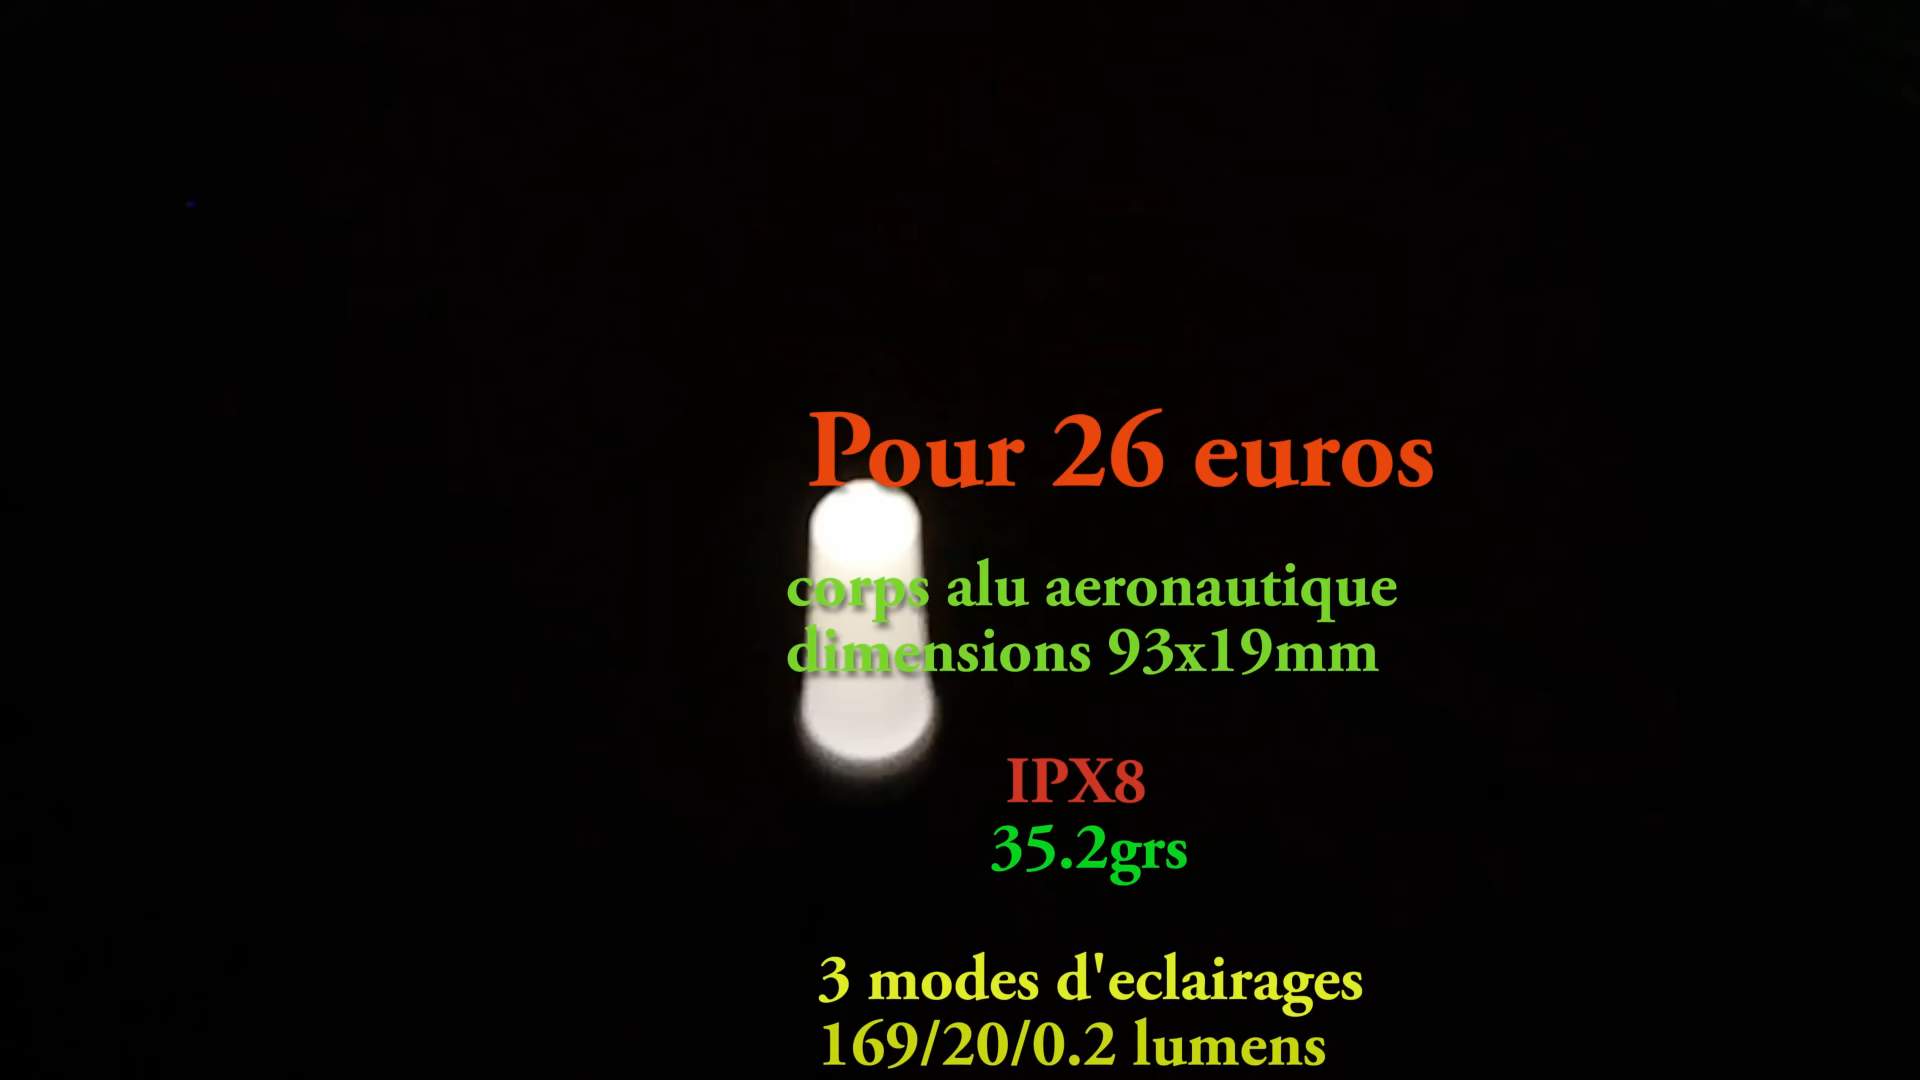 Pour 26 euros
corps alu aeronautique
dimensions 93x19mm
IPX8
35.2grs
3 modes d'eclairages
169/20/0.2 lumens